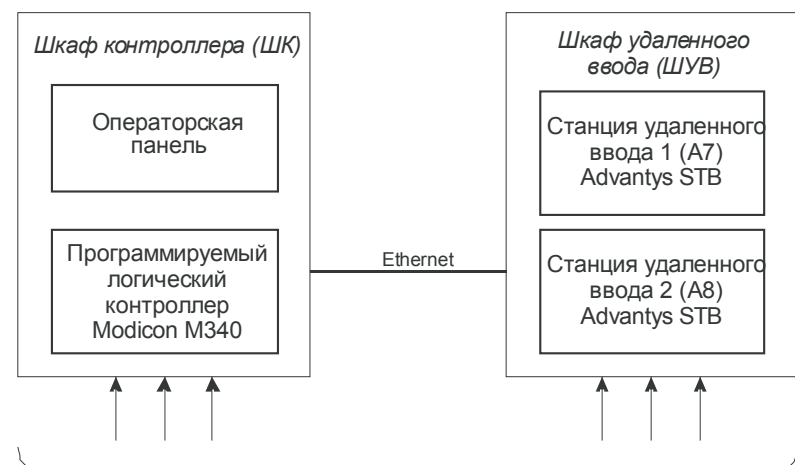 Шкаф контроллера (ШК)
Операторская
панель
Программируемый
логический
контроллер
Modicon M340
Ethernet
Шкаф удаленного
ввода (ШУВ)
Станция удаленного
ввода 1 (А7)
Advantys STB
Станция удаленного
ввода 2 (А8)
Advantys STB